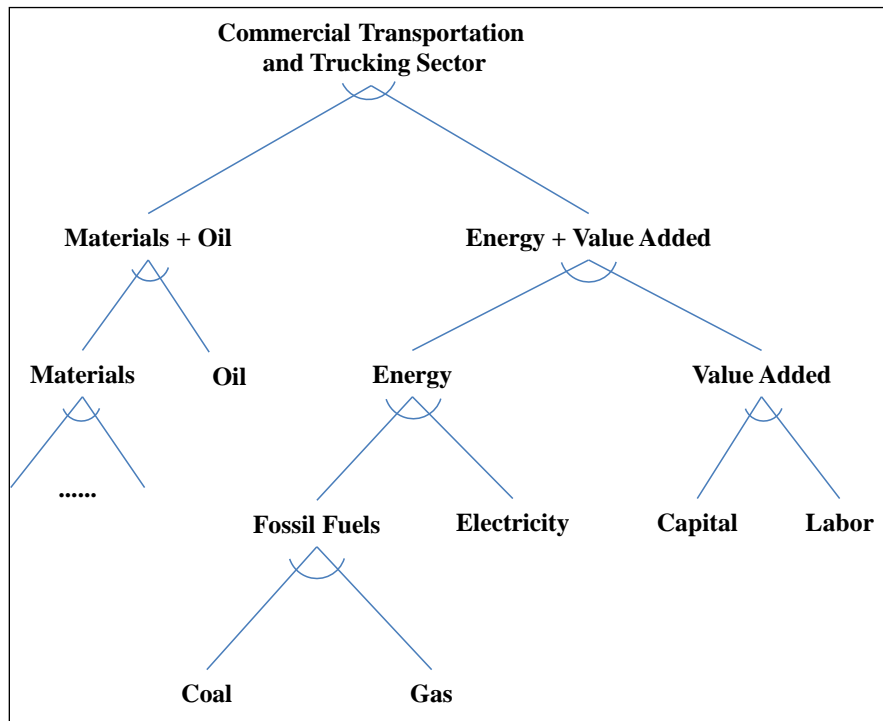 Commercial Transportation
and Trucking Sector
Materials + Oil
Energy + Value Added
Materials
Oil
Energy
Value Added
......
Fossil Fuels
Electricity
Capital
Labor
Coal
Gas